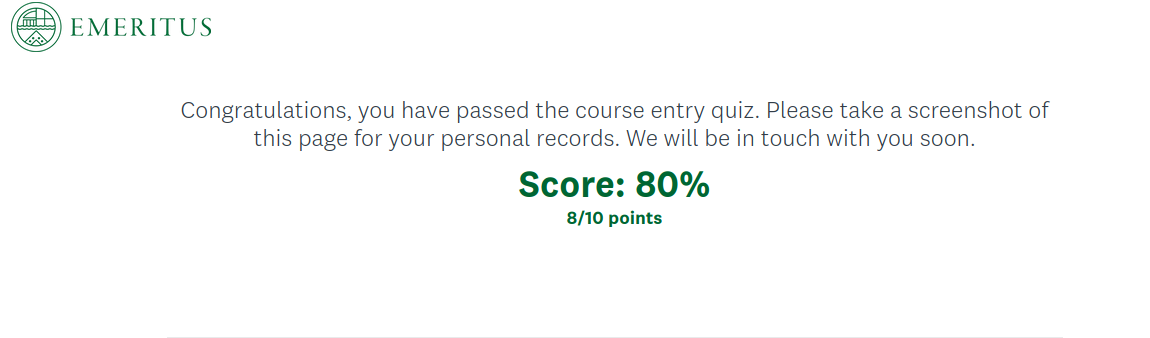 EMERITUS
Congratulations, you have passed the course entry quiz. Please take a screenshot of
this page for your personal records. We will be in touch with you soon.
Score: 80%
8/10 points